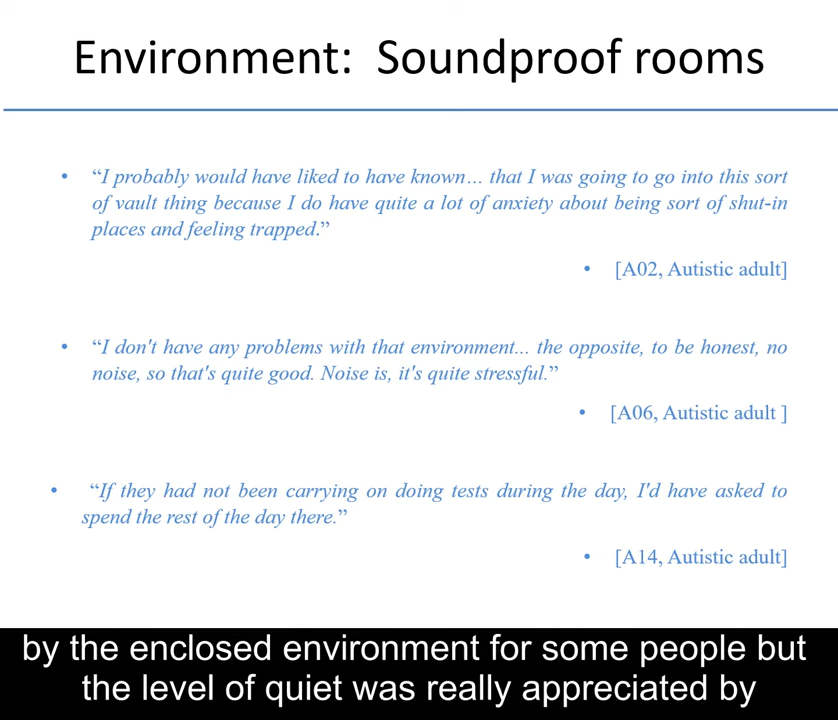 Environment:  Soundproof rooms
• “I probably would have liked to have known… that I was going to go into this sort
of vault thing because I do have quite a lot of anxiety about being sort of shut-in
places and feeling trapped.”
• [A02, Autistic adult]
• “I don't have any problems with that environment... the opposite, to be honest, no
noise, so that's quite good. Noise is, it's quite stressful.”
• [A06, Autistic adult ]
• “If they had not been carrying on doing tests during the day, I'd have asked to
spend the rest of the day there.”
• [A14, Autistic adult]
by the enclosed environment for some people but
the level of quiet was really appreciated by